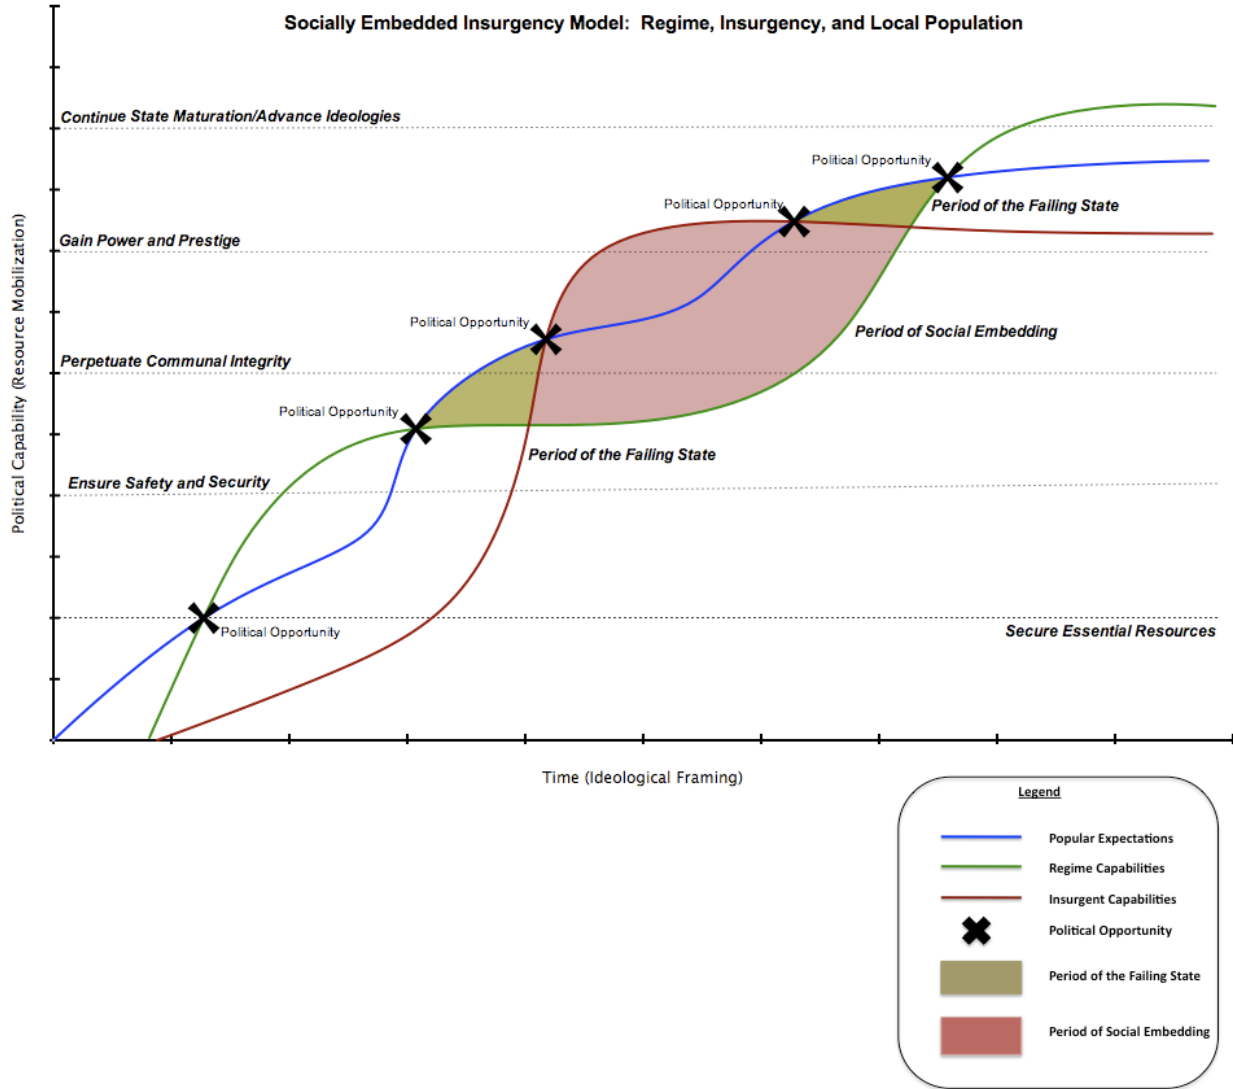 Socially Embedded Insurgency Model: Regime, Insurgency, and Local Population
Continue State Maturation/Advance Ideologies
Political Opportunity
Political Opportunity
Period of the Failing State
Gain Power and Prestige
Political Opportunity
Period of Social Embedding
Perpetuate Communal Integrity
Political Opportunity
Period of the Failing State
Ensure Safety and Security
Political Opportunity
Secure Essential Resources
Political Capability (Resource Mobilization)
Time (Ideological Framing)
Legend
Popular Expectations
Regime Capabilities
Insurgent Capabilities
Political Opportunity
Period of the Failing State
Period of Social Embedding